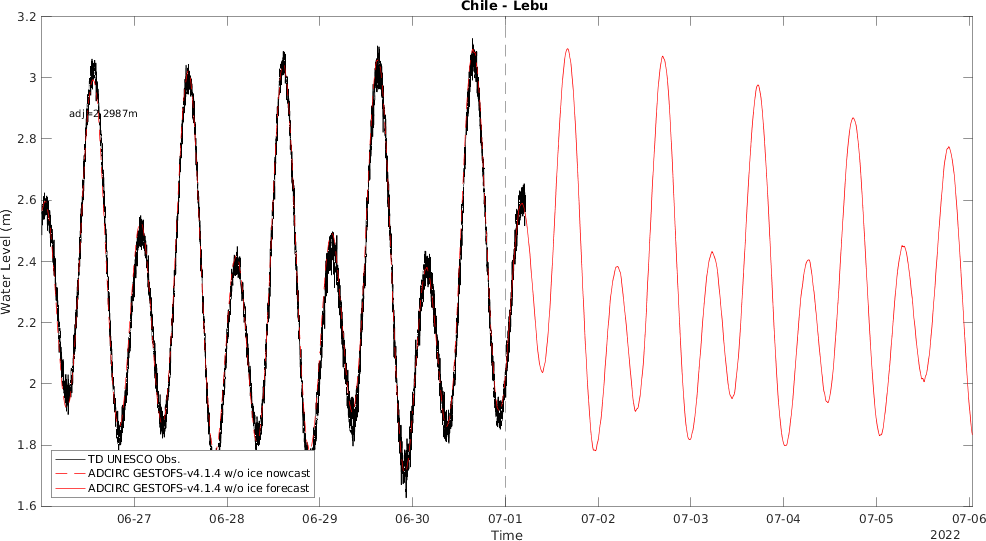 Chile - Lebu
3.2
3
2.8
2.6
2.4
2.2
2
1.8
1.6
Water Level (m)
adj=2.2987m
TD UNESCO Obs.
ADCIRC GESTOFS-v4.1.4 w/o ice nowcast
ADCIRC GESTOFS-v4.1.4 w/o ice forecast
06-27
06-28
06-29
06-30
07-01
07-02
07-03
07-04
07-05
07-06
Time
2022